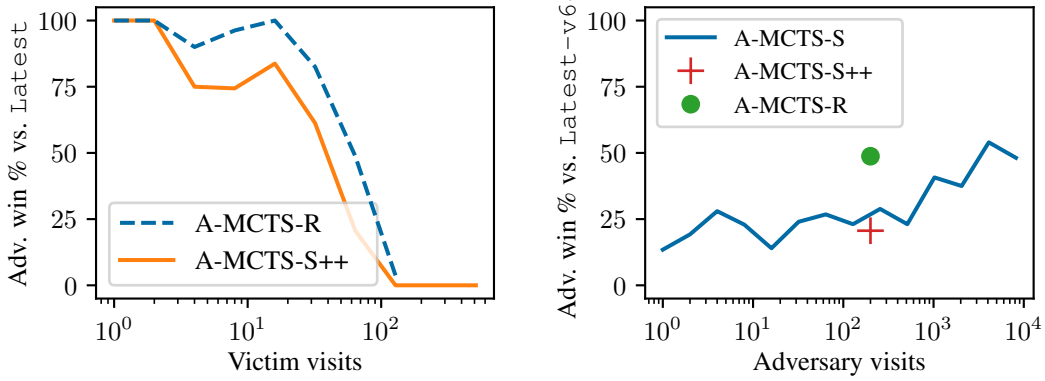 Adv. win % vs. Latest
100
75
50
25
0
A-MCTS-R
A-MCTS-S++
10^0
10^1
10^2
Victim visits
Adv. win % vs. Latest-v6
100
75
50
25
0
A-MCTS-S
A-MCTS-S++
A-MCTS-R
10^0
10^1
10^2
10^3
10^4
Adversary visits